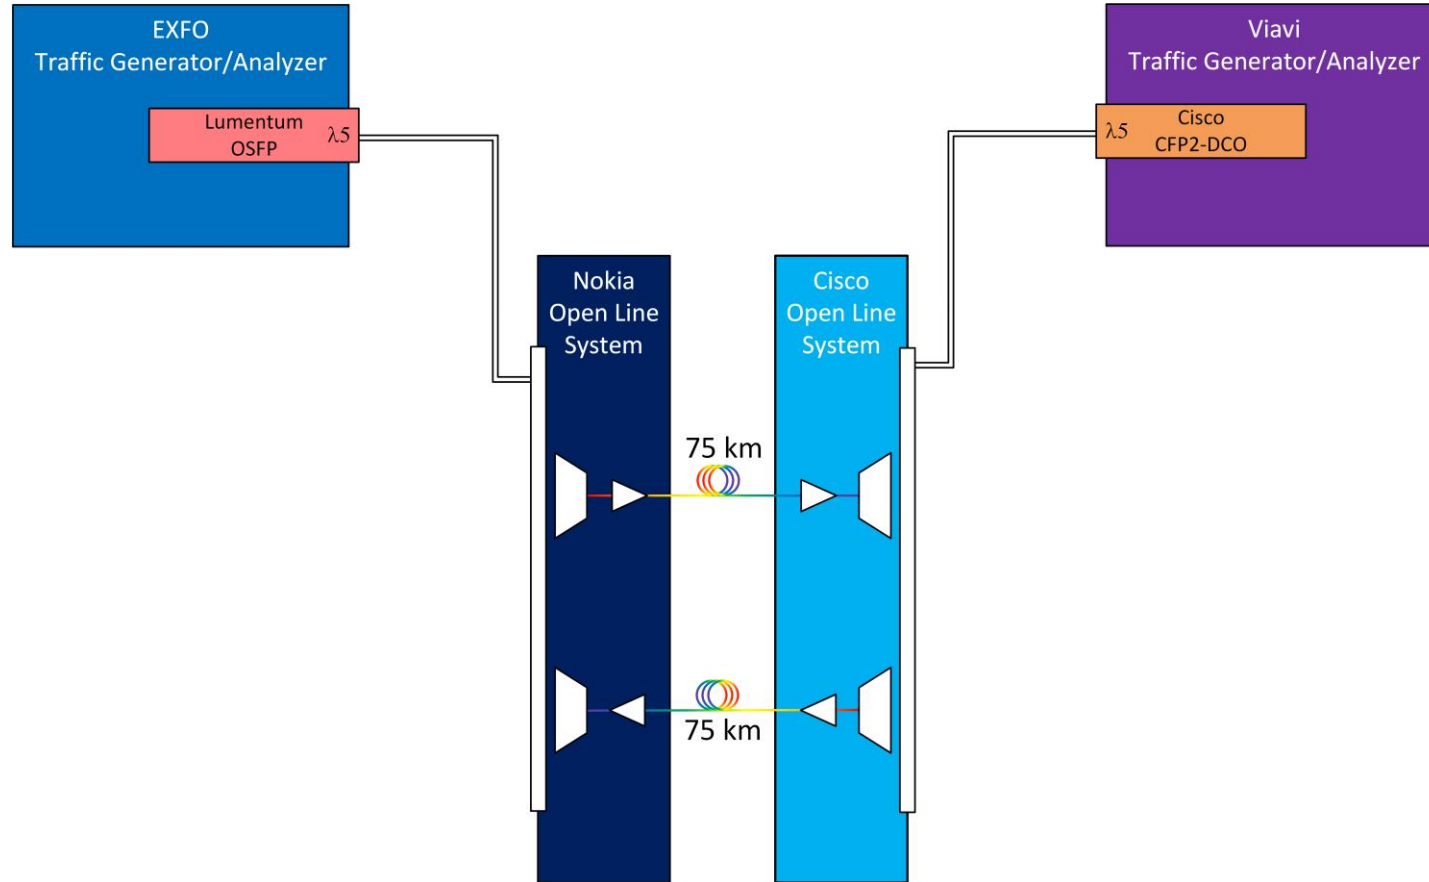 EXFO
Traffic Generator/Analyzer
Lumentum
OSFP
λ5
Viavi
Traffic Generator/Analyzer
λ5
Cisco
CFP2-DCO
Nokia
Open Line
System
Cisco
Open Line
System
75 km
75 km